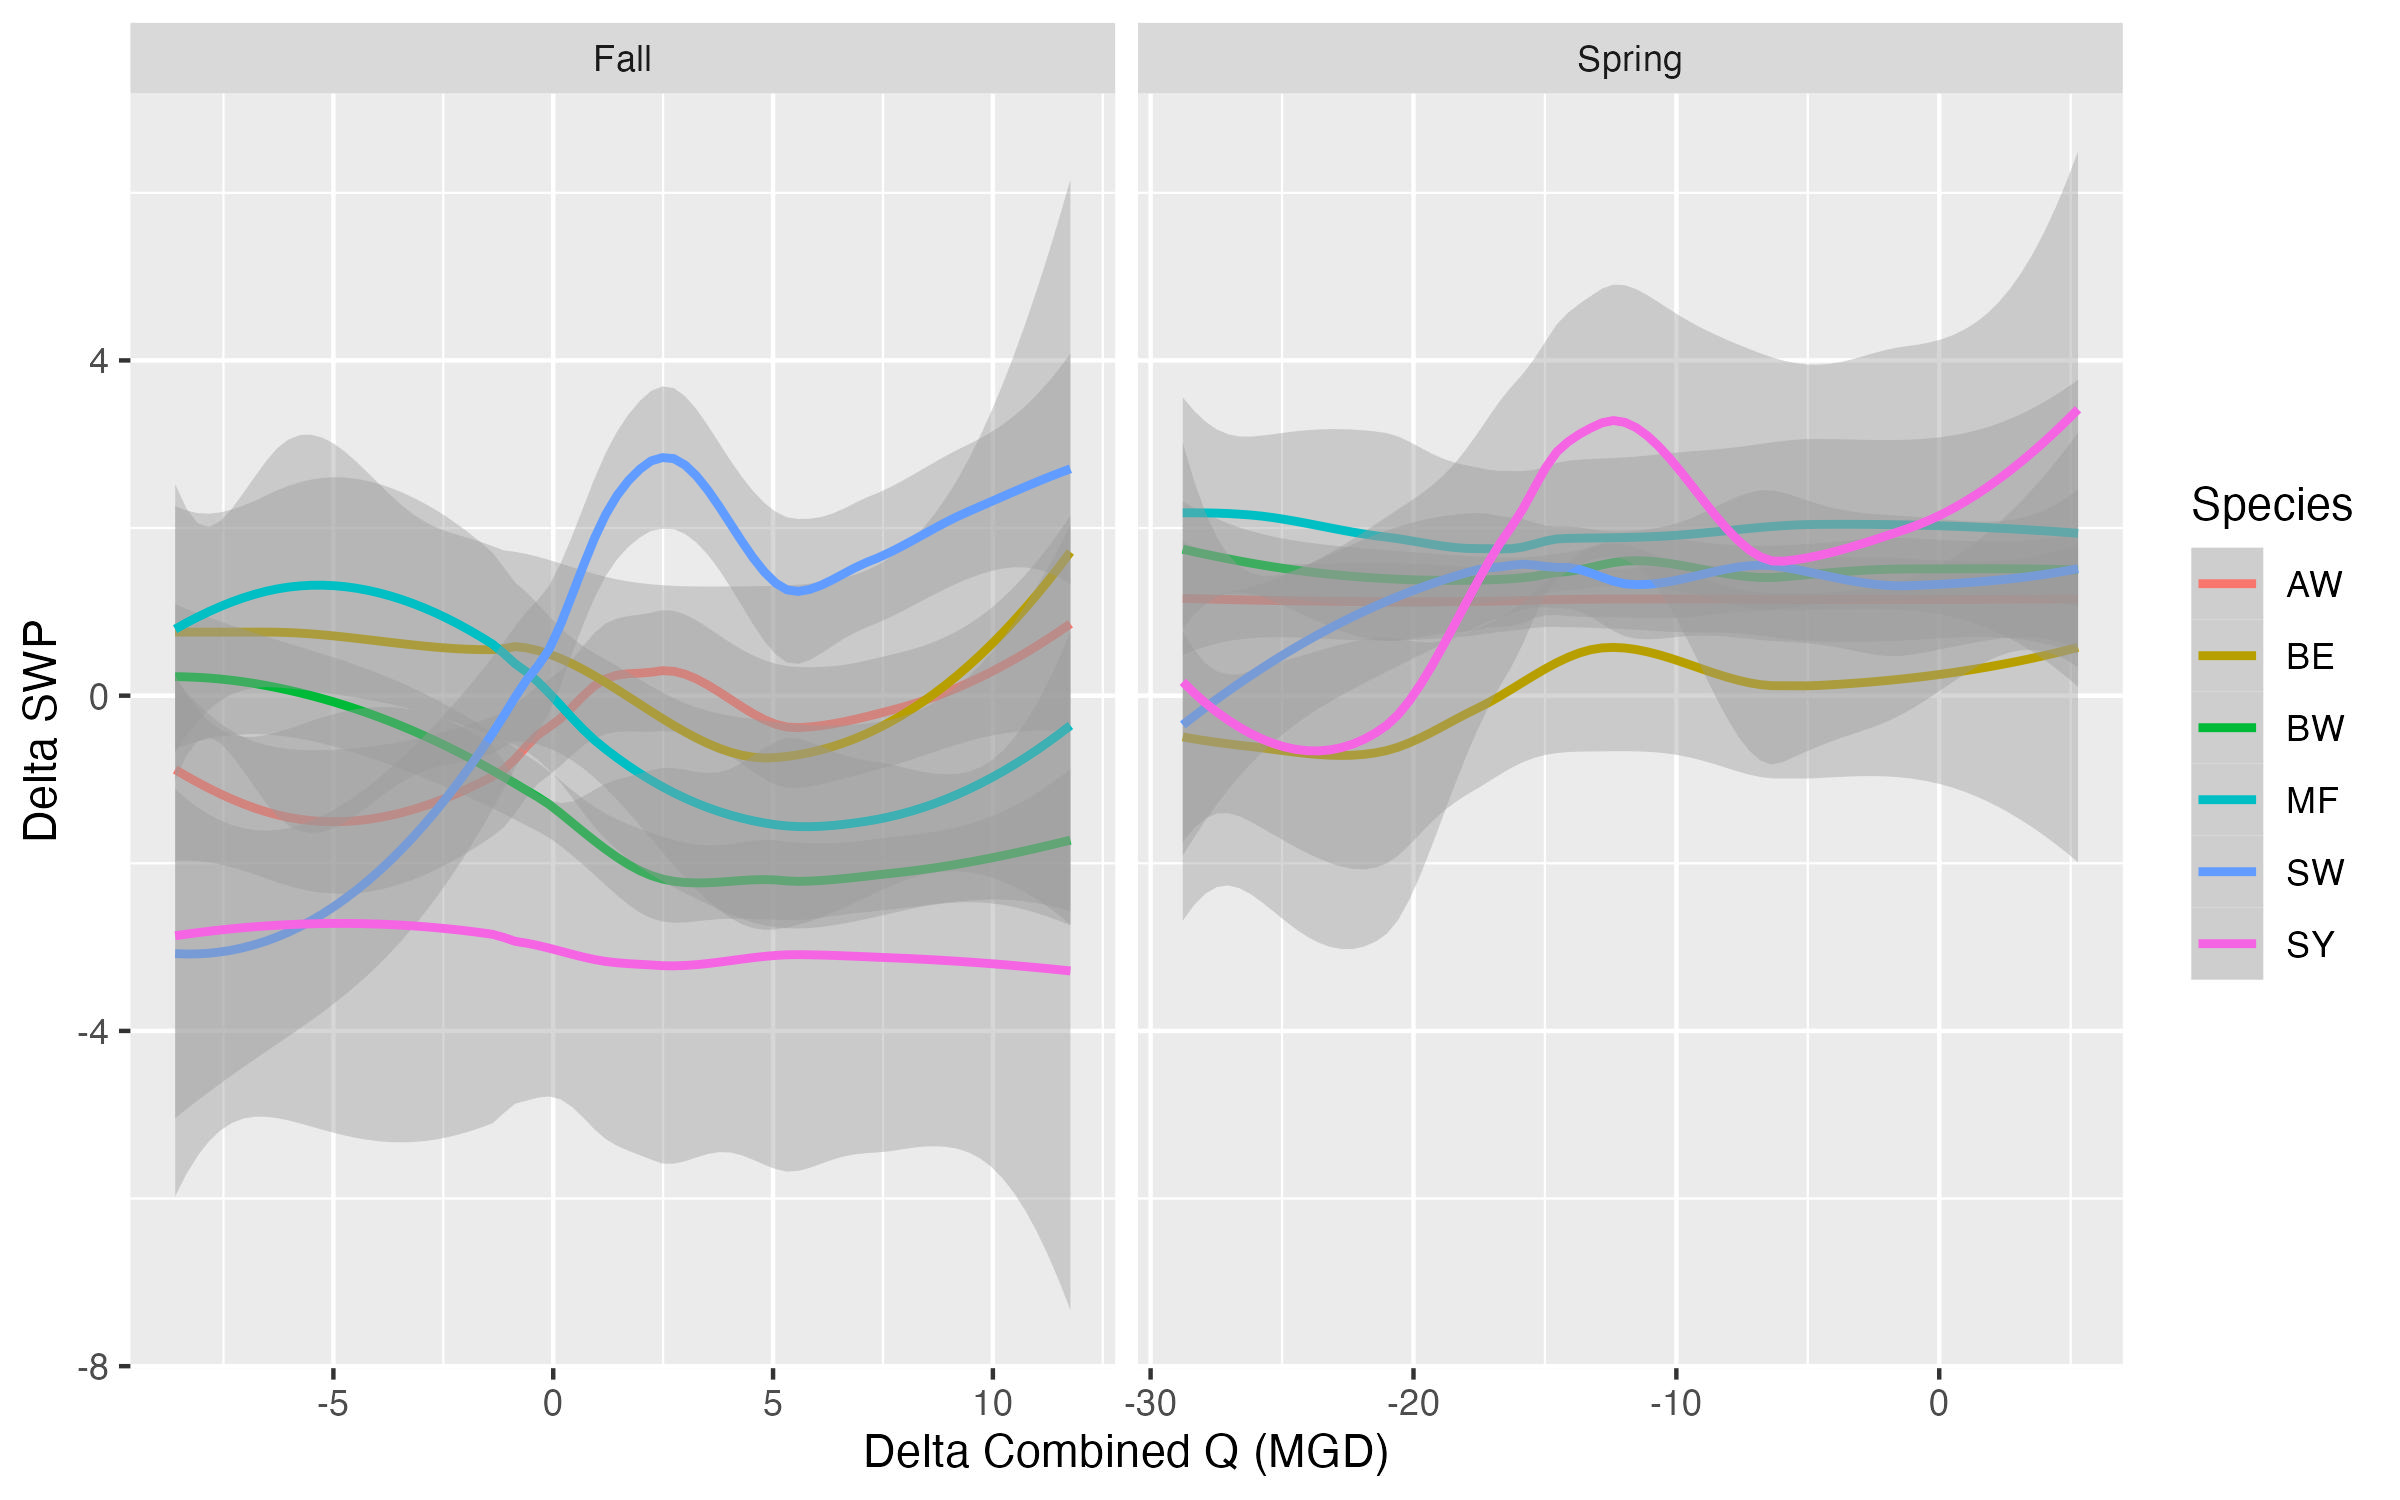 Fall
Spring
Delta SWP
4
0
-4
-8
-5
0
5
10
-30
-20
-10
0
Delta Combined Q (MGD)
Species
AW
BE
BW
MF
SW
SY